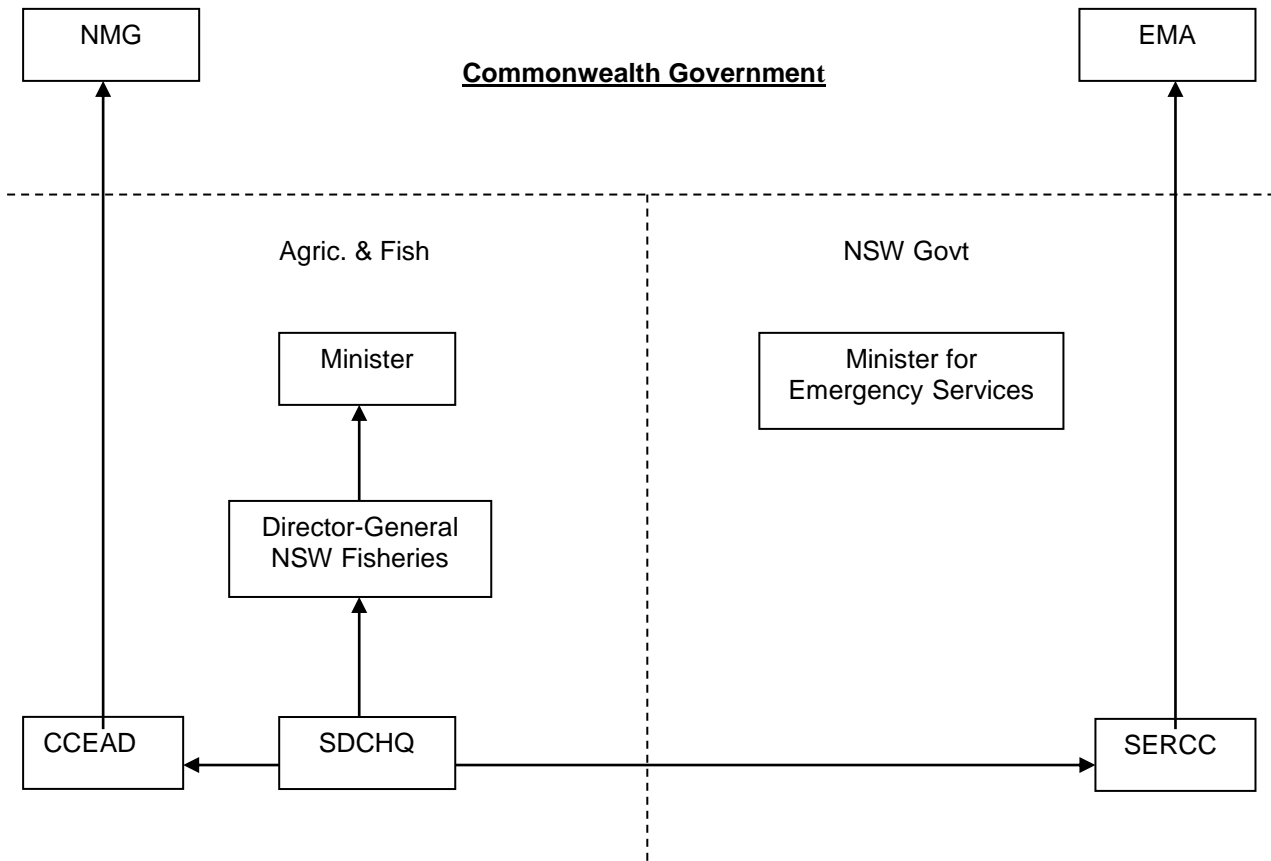 NMG
EMA
Commonwealth Government
Agric. & Fish
NSW Govt
Minister
Minister for
Emergency Services
Director-General
NSW Fisheries
CCEAD
SDCHQ
SERCC